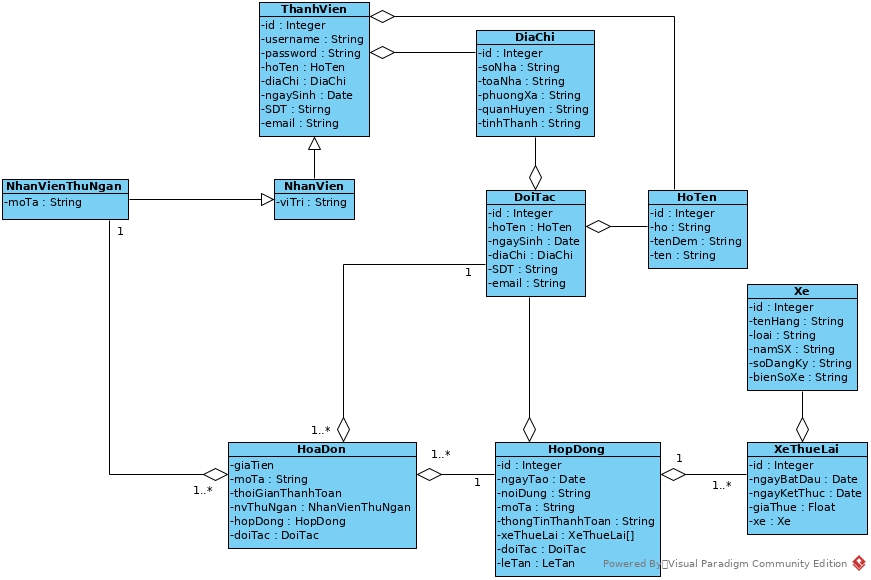 ThanhVien
-id : Integer
-username : String
-password : String
-hoTen : HoTen
-diaChi : DiaChi
-ngaySinh : Date
-SDT : Stirng
-email : String
DiaChi
-id : Integer
-soNha : String
-toaNha : String
-phuongXa : String
-quanHuyen : String
-tinhThanh : String
NhanVienThuNgan
-moTa : String
NhanVien
-viTri : String
DoiTac
-id : Integer
-hoTen : HoTen
-ngaySinh : Date
-diaChi : DiaChi
-SDT : String
-email : String
HoTen
-id : Integer
-ho : String
-tenDem : String
-ten : String
1
1
Xe
-id : Integer
-tenHang : String
-loai : String
-namSX : String
-soDangKy : String
-bienSoXe : String
1..*
1..*
1
1
1..*
1..*
HoaDon
-giaTien
-moTa : String
-thoiGianThanhToan
-nvThuNgan : NhanVienThuNgan
-hopDong : HopDong
-doiTac : DoiTac
HopDong
-id : Integer
-ngayTao : Date
-noiDung : String
-moTa : String
-thongTinThanhToan : String
-xeThueLai : XeThueLai[]
-doiTac : DoiTac
-leTan : LeTan
XeThueLai
-id : Integer
-ngayBatDau : Date
-ngayKetThuc : Date
-giaThue : Float
-xe : Xe
Powered By Visual Paradigm Community Edition